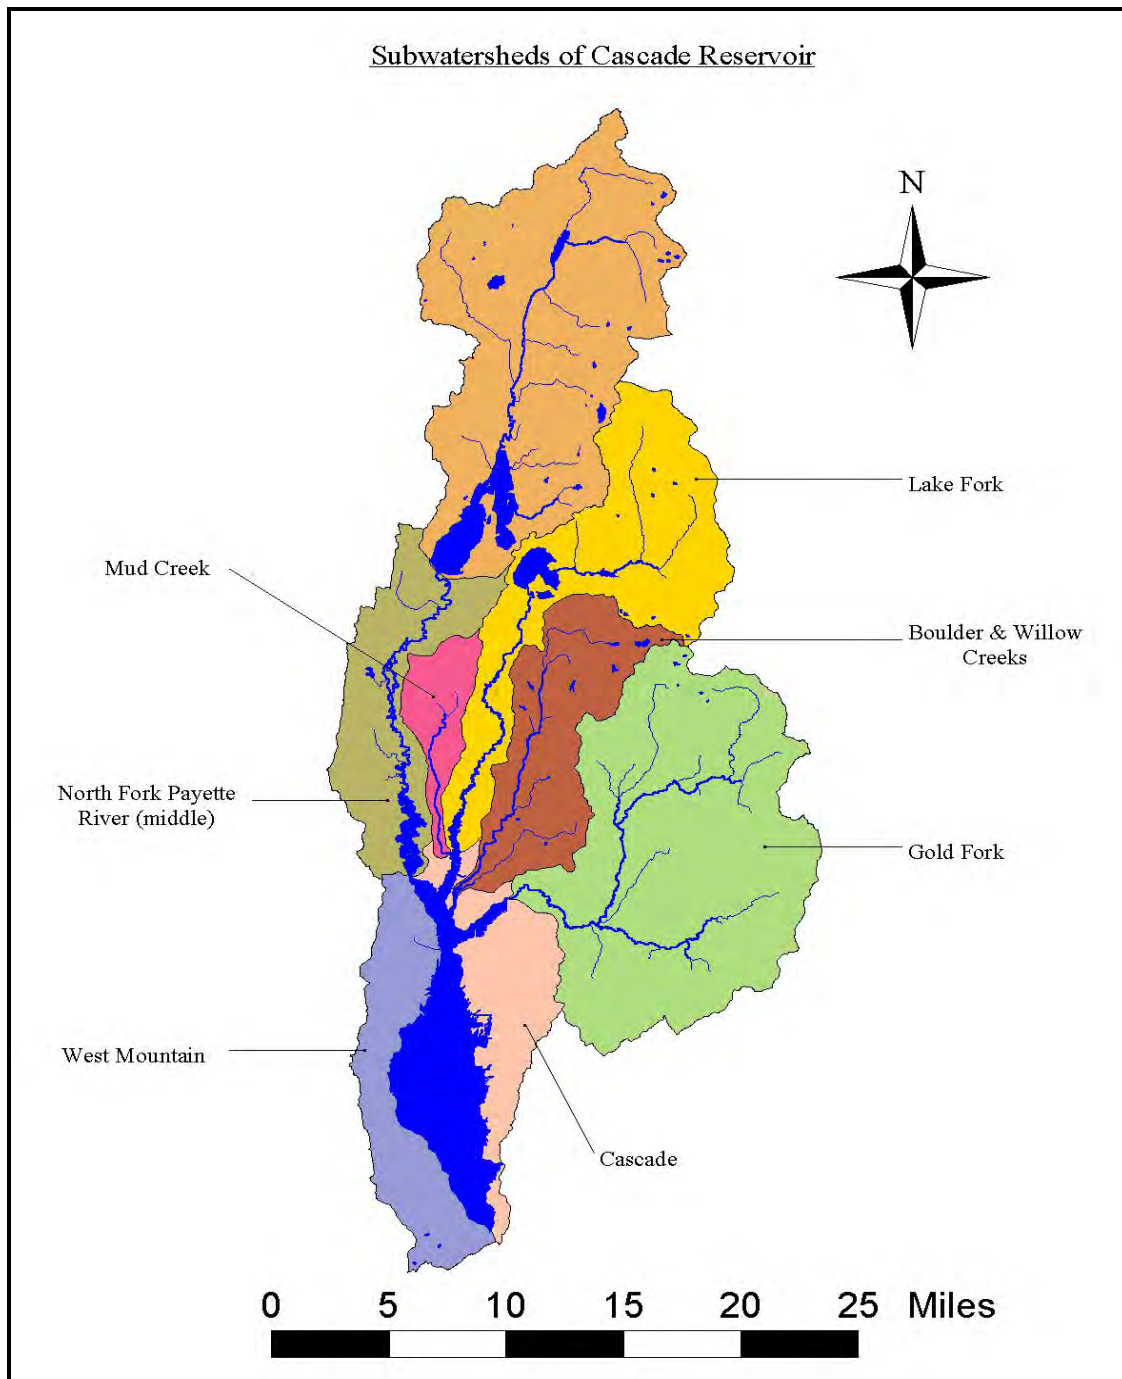 Subwatersheds of Cascade Reservoir
N
Lake Fork
Mud Creek
Boulder & Willow
Creeks
North Fork Payette
River (middle)
Gold Fork
West Mountain
Cascade
0 5 10 15 20 25 Miles